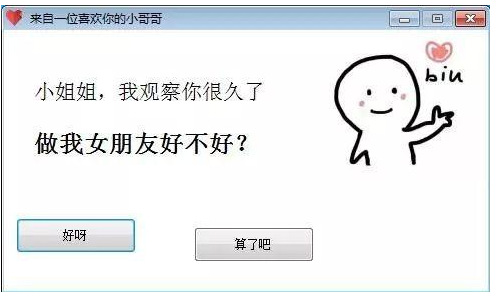 来自一位喜欢你的小哥哥
biu
小姐姐，我观察你很久了
做我女朋友好不好？
好呀
算了吧